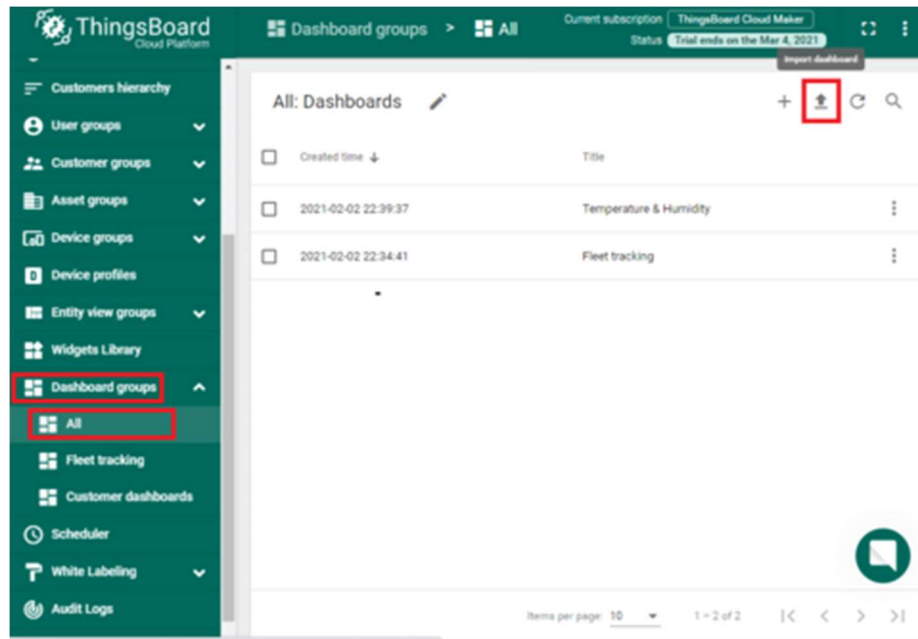 ThingsBoard
Cloud Platform
Dashboard groups > All
Current subscription ThingsBoard Cloud Maker
Status Trial ends on the Mar 4, 2021
Import dashboard
Customers hierarchy
User groups
Customer groups
Asset groups
Device groups
Device profiles
Entity view groups
Widgets Library
Dashboard groups
All
Fleet tracking
Customer dashboards
Scheduler
White Labeling
Audit Logs
All: Dashboards
Created time Title
2021-02-02 22:39:37 Temperature & Humidity
2021-02-02 22:34:41 Fleet tracking
Items per page: 10 1 – 2 of 2